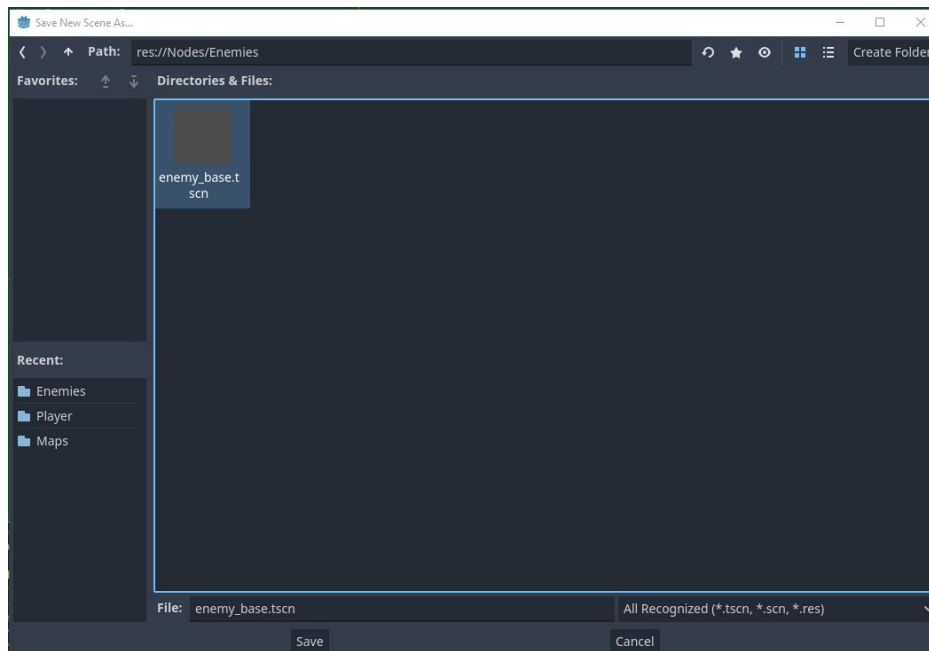 Save New Scene As...
Path: res://Nodes/Enemies
Create Folder
Favorites:
Directories & Files:
enemy_base.t
scn
Recent:
Enemies
Player
Maps
File: enemy_base.tscn
All Recognized (*.tscn, *.scn, *.res)
Save
Cancel